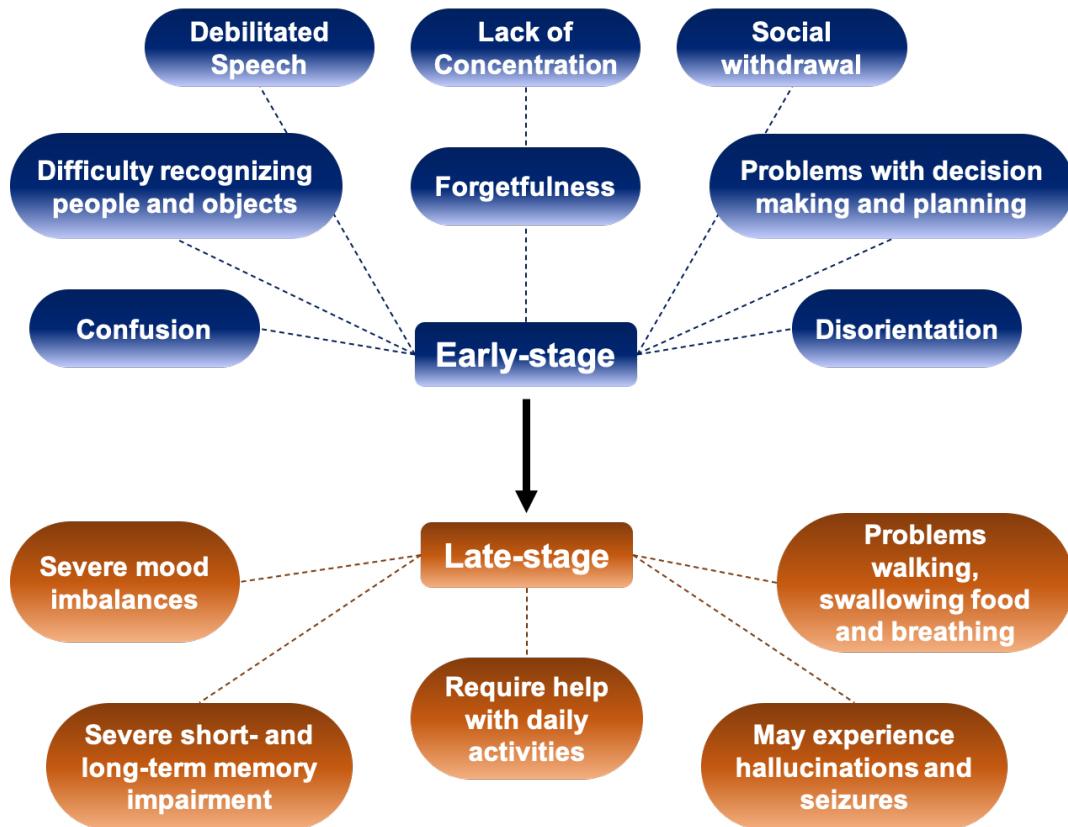 Debilitated
Speech
Lack of
Concentration
Social
withdrawal
Difficulty recognizing
people and objects
Forgetfulness
Problems with decision
making and planning
Confusion
Early-stage
Disorientation
Severe mood
imbalances
Late-stage
Problems
walking,
swallowing food
and breathing
Severe short- and
long-term memory
impairment
Require help
with daily
activities
May experience
hallucinations and
seizures